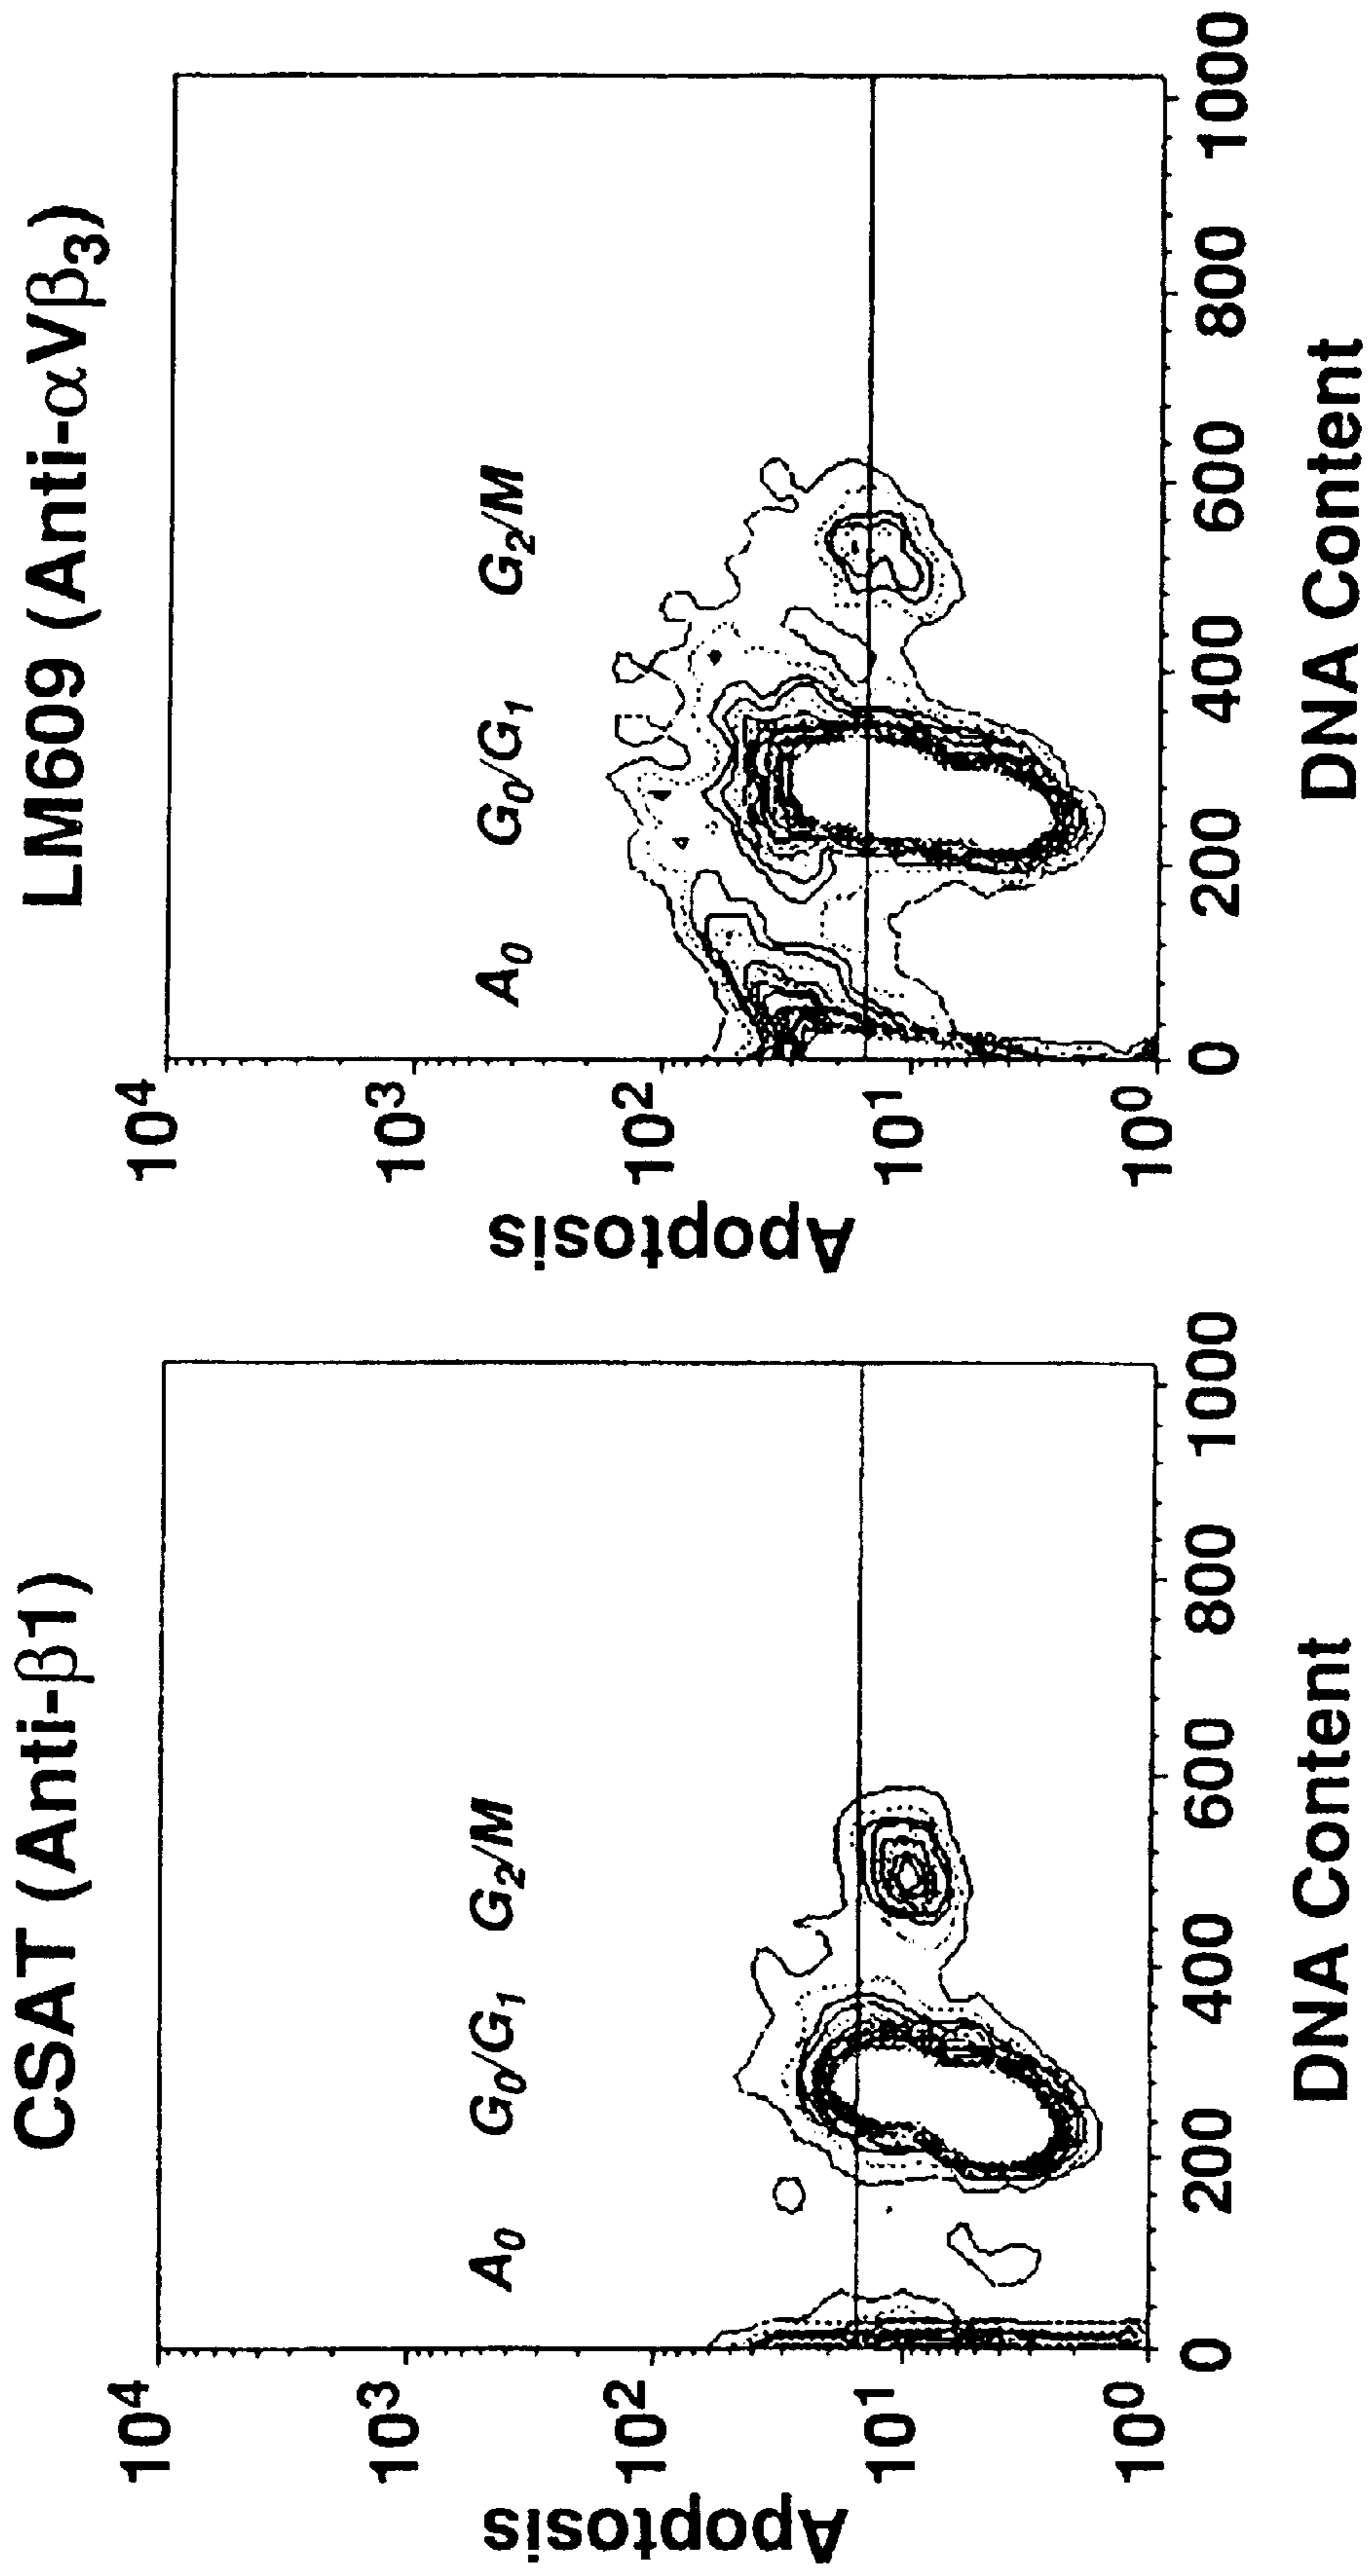 CSAT (Anti-β1)
Apoptosis
10⁴
10³
10²
10¹
10⁰
A₀ G₀/G₁ G₂/M
0 200 400 600 800 1000
DNA Content
LM609 (Anti-αVβ₃)
Apoptosis
10⁴
10³
10²
10¹
10⁰
A₀ G₀/G₁ G₂/M
0 200 400 600 800 1000
DNA Content